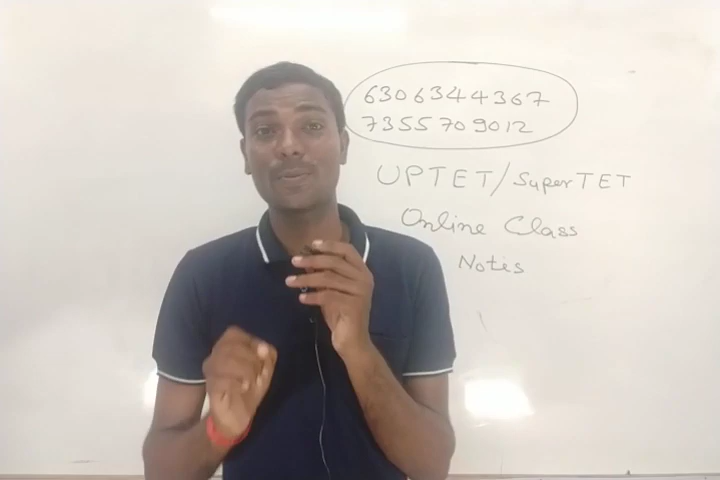 6306344367
7355709012
UPTET/SuperTET
Online Class
Notes